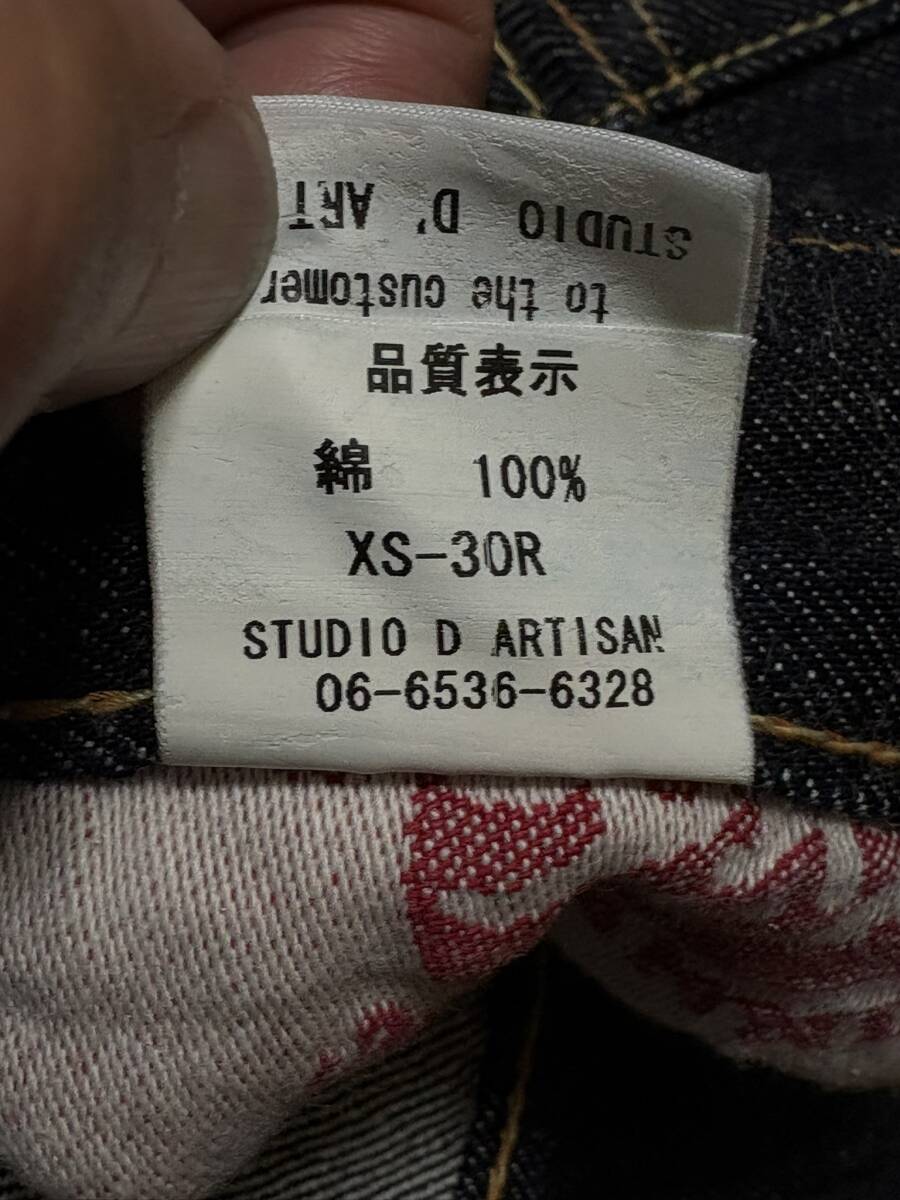 STUDIO D' ART
to the customer
品質表示
綿 100%
XS-30R
STUDIO D ARTISAN
06-6536-6328